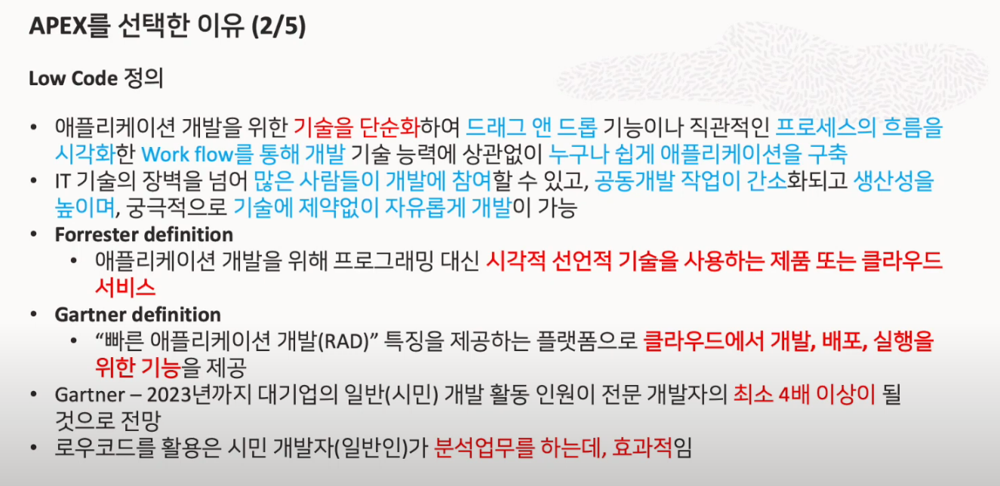 APEX를 선택한 이유 (2/5)
Low Code 정의
• 애플리케이션 개발을 위한 기술을 단순화하여 드래그 앤 드롭 기능이나 직관적인 프로세스의 흐름을
시각화한 Work flow를 통해 개발 기술 능력에 상관없이 누구나 쉽게 애플리케이션을 구축
• IT 기술의 장벽을 넘어 많은 사람들이 개발에 참여할 수 있고, 공동개발 작업이 간소화되고 생산성을
높이며, 궁극적으로 기술에 제약없이 자유롭게 개발이 가능
• Forrester definition
• 애플리케이션 개발을 위해 프로그래밍 대신 시각적 선언적 기술을 사용하는 제품 또는 클라우드
서비스
• Gartner definition
• “빠른 애플리케이션 개발(RAD)” 특징을 제공하는 플랫폼으로 클라우드에서 개발, 배포, 실행을
위한 기능을 제공
• Gartner – 2023년까지 대기업의 일반(시민) 개발 활동 인원이 전문 개발자의 최소 4배 이상이 될
것으로 전망
• 로우코드를 활용은 시민 개발자(일반인)가 분석업무를 하는데, 효과적임